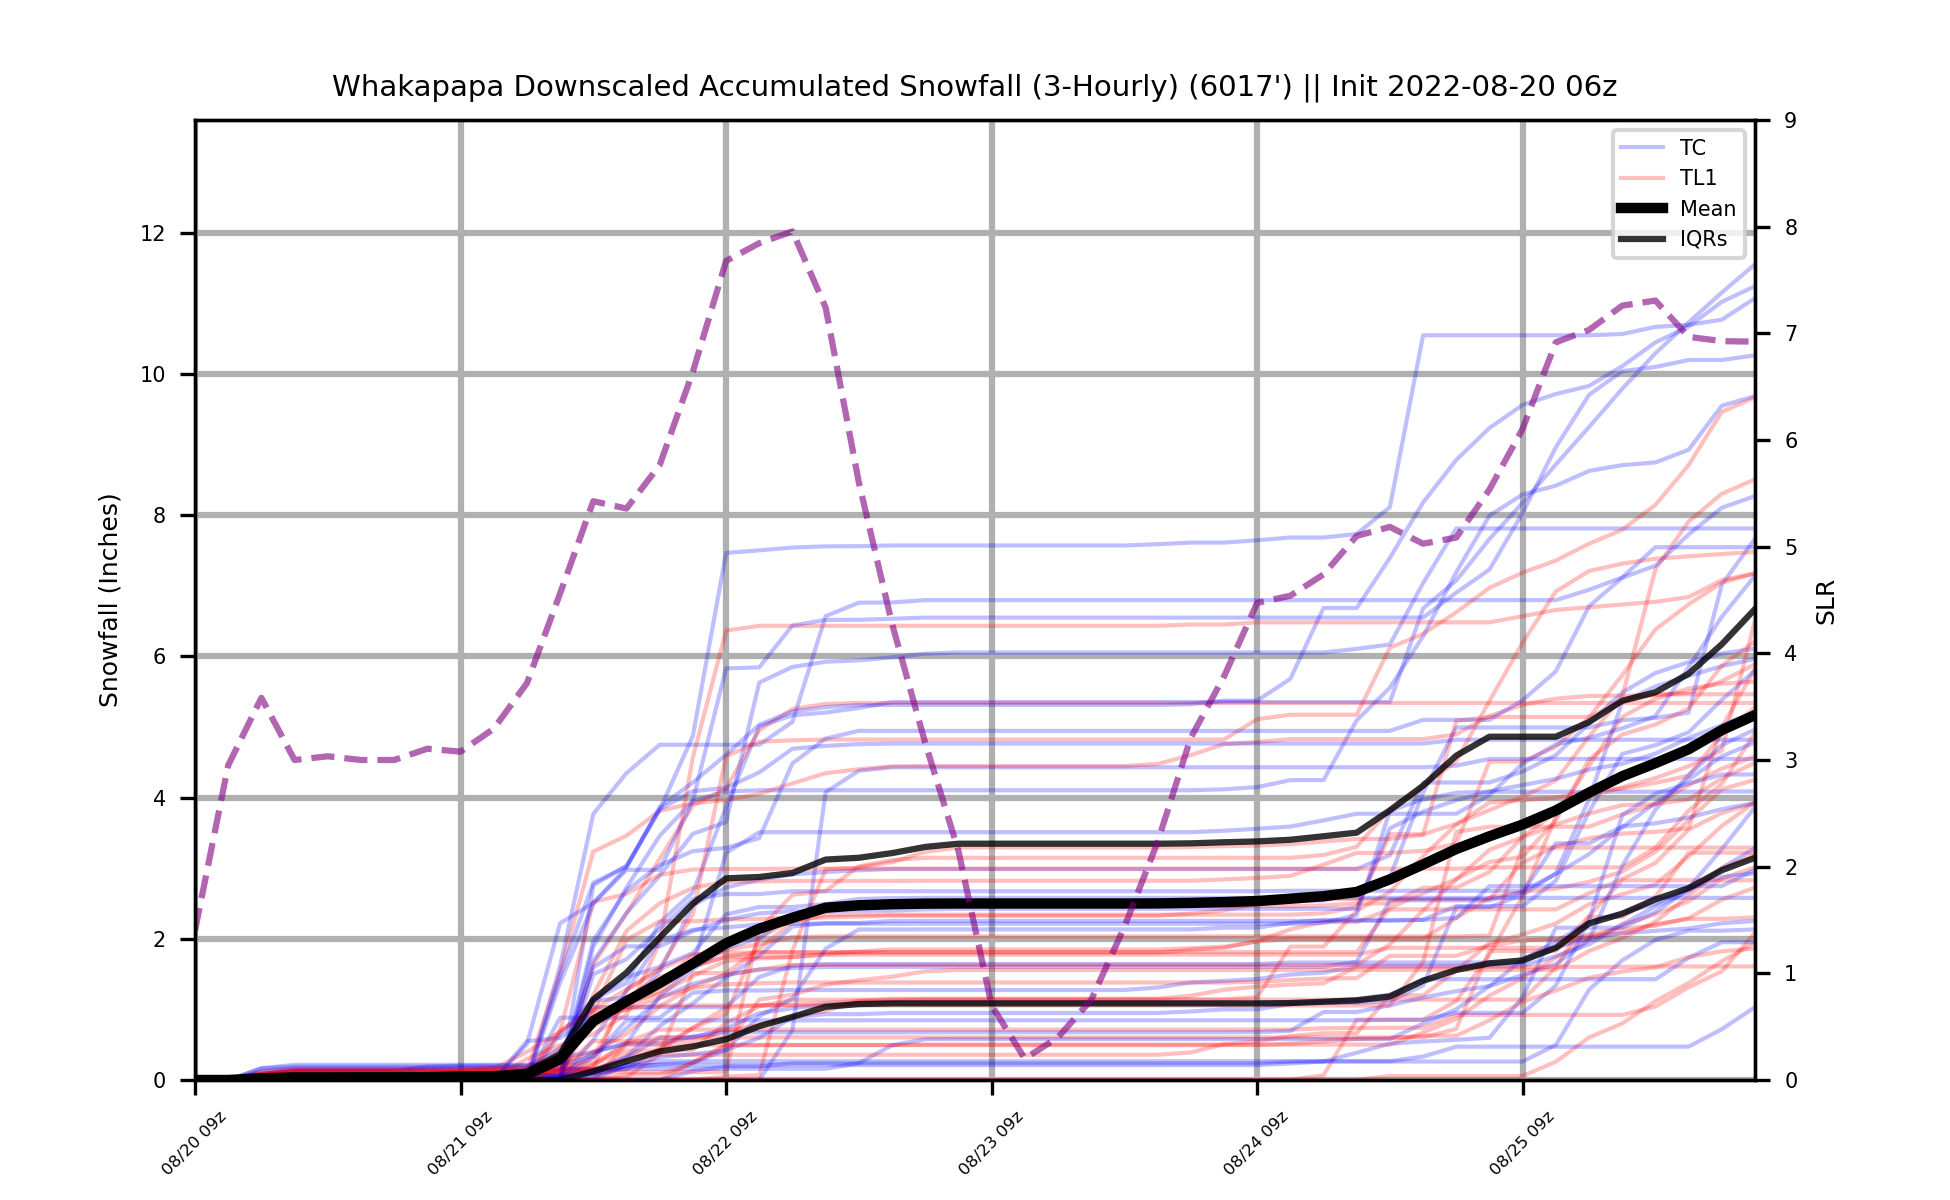 Whakapapa Downscaled Accumulated Snowfall (3-Hourly) (6017') || Init 2022-08-20 06z
TC
TL1
Mean
IQRs
Snowfall (Inches)
12
10
8
6
4
2
0
9
8
7
6
5
4
3
2
1
0
SLR
08/20 09z
08/21 09z
08/22 09z
08/23 09z
08/24 09z
08/25 09z